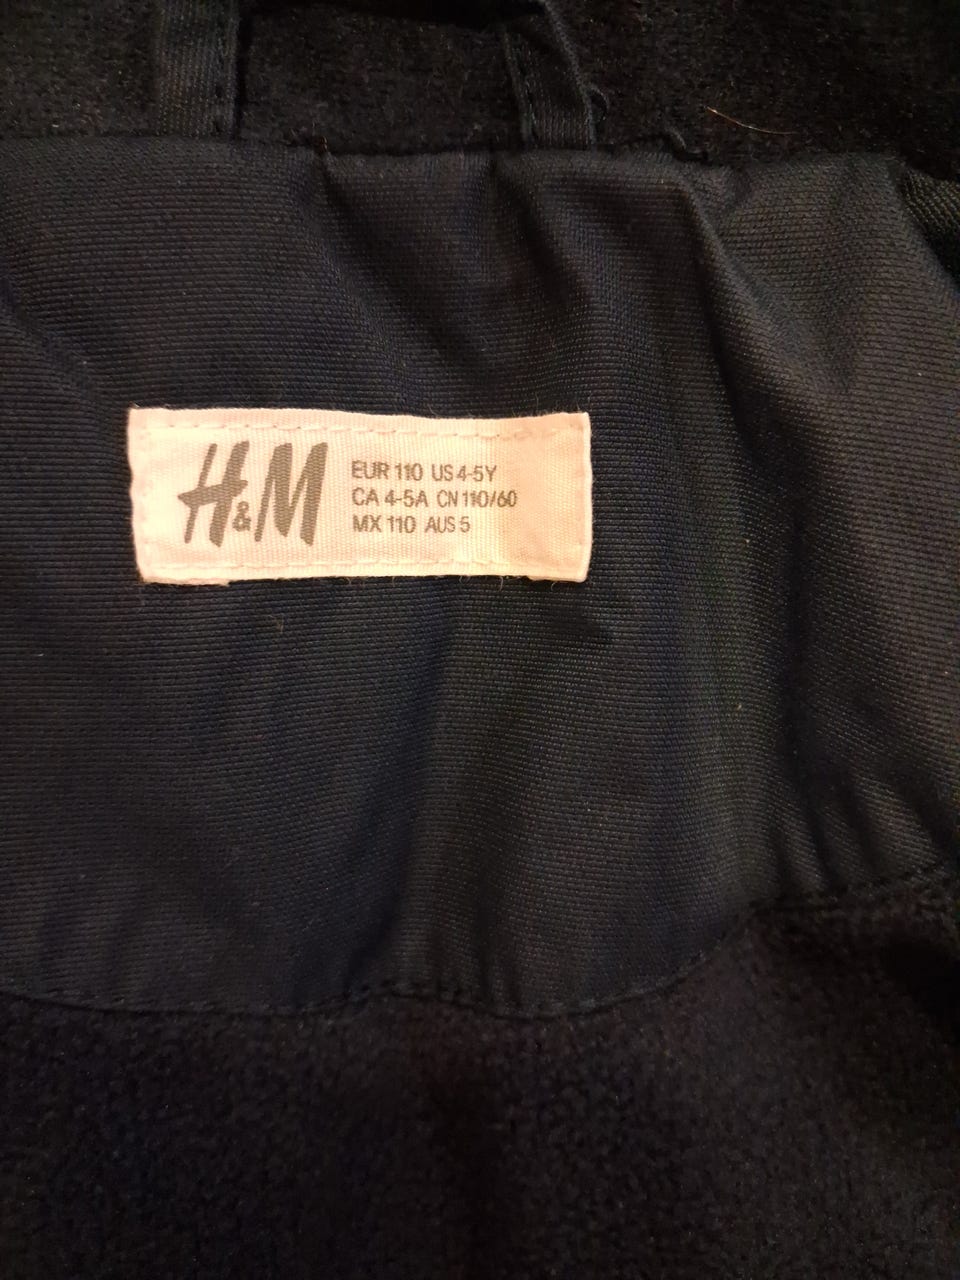 H&M
EUR 110 US 4-5Y
CA 4-5A CN 110/60
MX 110 AUS 5